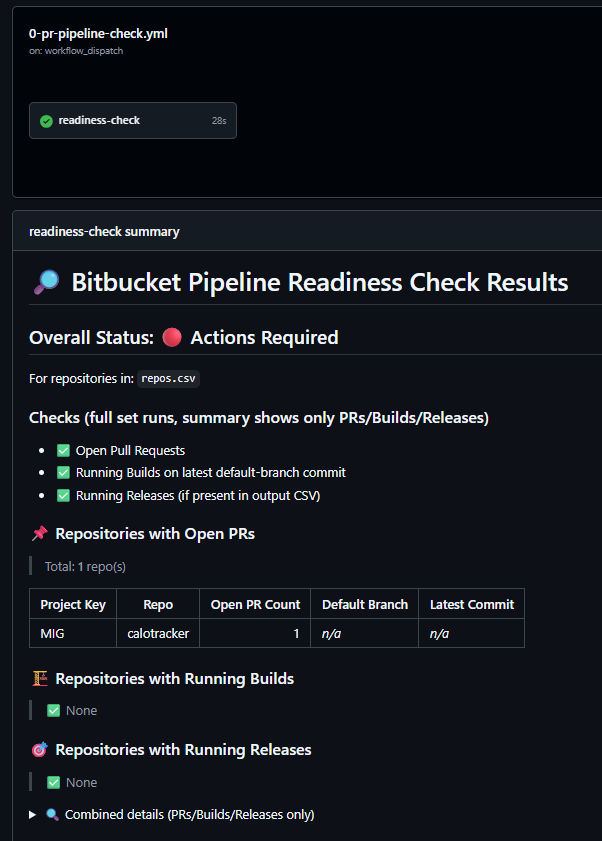 0-pr-pipeline-check.yml
on: workflow_dispatch
readiness-check 28s
readiness-check summary
🔎 Bitbucket Pipeline Readiness Check Results
Overall Status: 🔴 Actions Required
For repositories in: repos.csv
Checks (full set runs, summary shows only PRs/Builds/Releases)
• ✅ Open Pull Requests
• ✅ Running Builds on latest default-branch commit
• ✅ Running Releases (if present in output CSV)
📌 Repositories with Open PRs
Total: 1 repo(s)
Project Key Repo Open PR Count Default Branch Latest Commit
MIG calotracker 1 n/a n/a
🏗️ Repositories with Running Builds
✅ None
🎯 Repositories with Running Releases
✅ None
▶ 🔍 Combined details (PRs/Builds/Releases only)